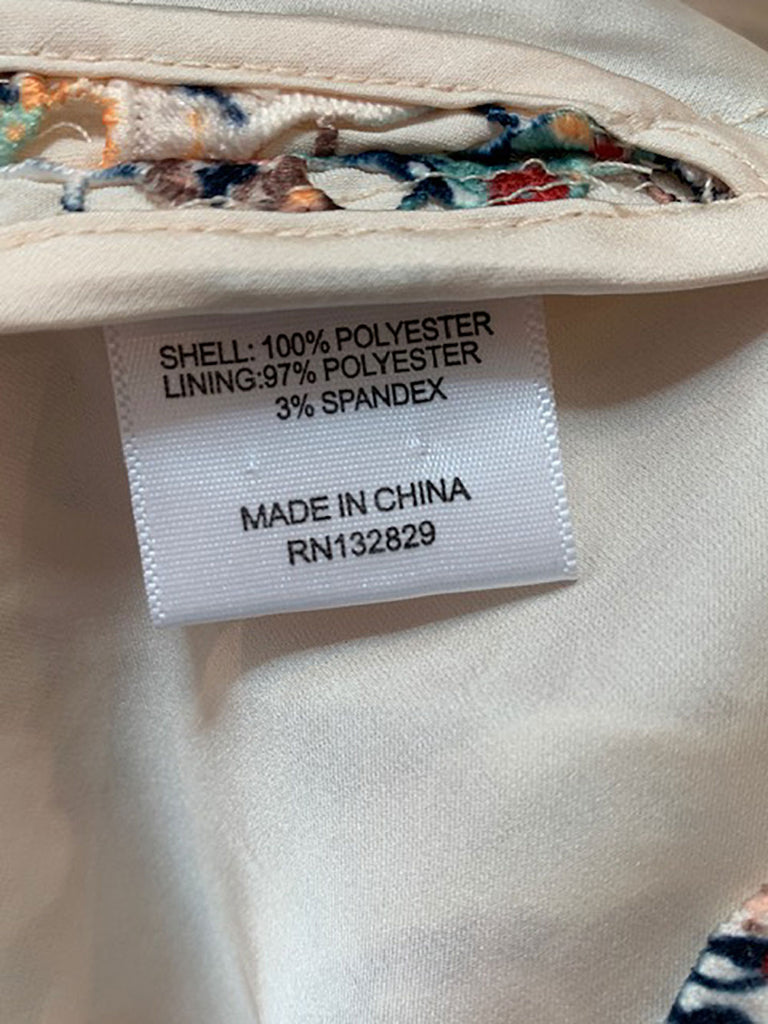 SHELL: 100% POLYESTER
LINING:97% POLYESTER
3% SPANDEX
MADE IN CHINA
RN132829